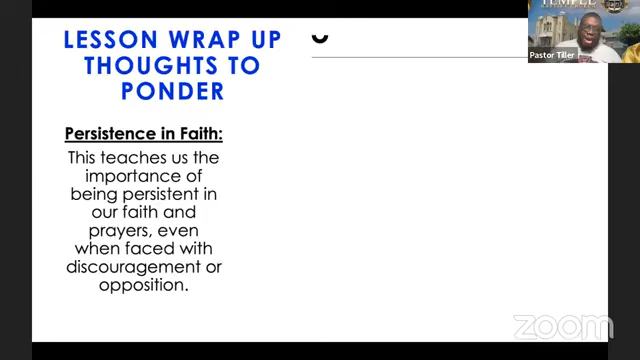 LESSON WRAP UP
THOUGHTS TO
PONDER
Persistence in Faith:
This teaches us the
importance of
being persistent in
our faith and
prayers, even
when faced with
discouragement or
opposition.
TEMPLE
Pastor Tiller
zoom